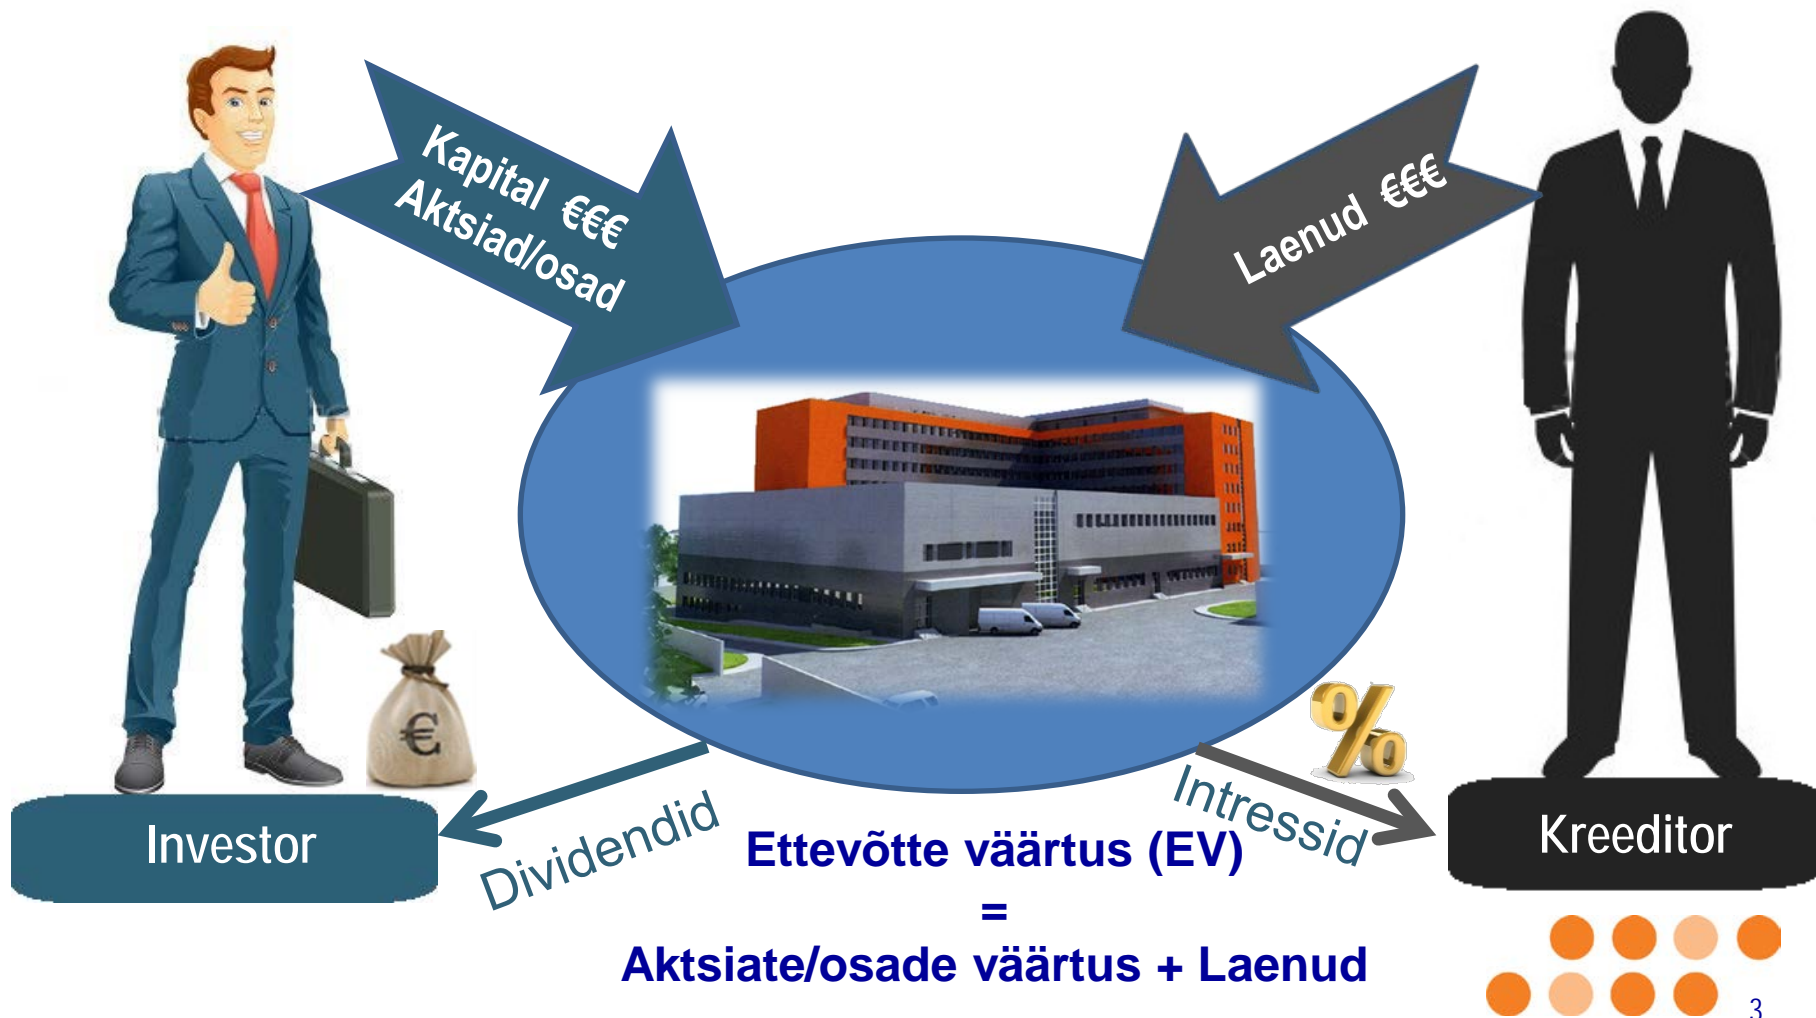 Kapital €€€
Aktsiad/osad
Laenud €€€
€
%
Dividendid
Intressid
Investor
Kreeditor
Ettevõtte väärtus (EV)
=
Aktsiate/osade väärtus + Laenud
3